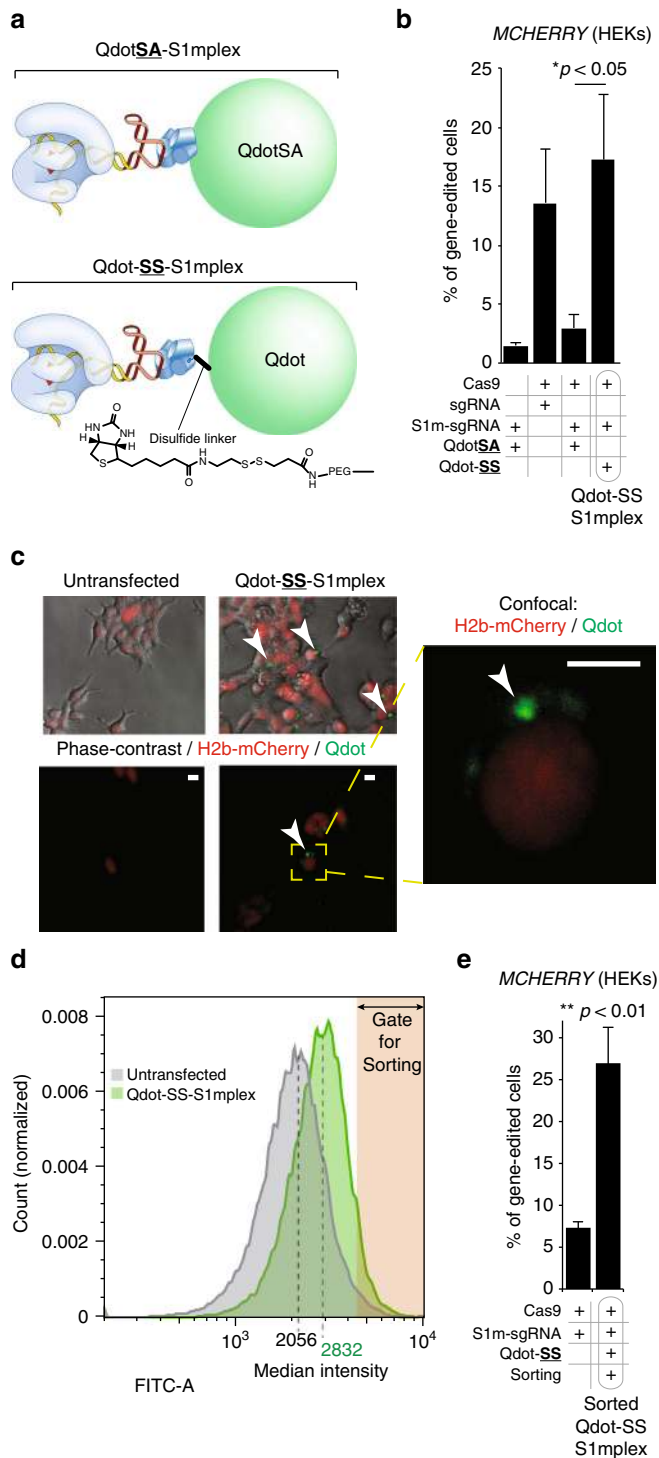 a
QdotSA-S1mplex
QdotSA
Qdot-SS-S1mplex
Qdot
Disulfide linker
O
HN
NH
H
H
S
O
H
N
S
S
O
N
H
PEG
b
MCHERRY (HEKs)
*p < 0.05
% of gene-edited cells
25
20
15
10
5
0
Cas9 + + +
sgRNA +
S1m-sgRNA + + +
QdotSA + +
Qdot-SS +
Qdot-SS
S1mplex
c
Untransfected
Qdot-SS-S1mplex
Phase-contrast / H2b-mCherry / Qdot
Confocal:
H2b-mCherry / Qdot
d
Count (normalized)
0.008
0.006
0.004
0.002
0
Untransfected
Qdot-SS-S1mplex
Gate
for
Sorting
10³
10⁴
2056
2832
Median intensity
FITC-A
e
MCHERRY (HEKs)
** p < 0.01
% of gene-edited cells
30
25
20
15
10
5
0
Cas9 + +
S1m-sgRNA + +
Qdot-SS +
Sorting +
Sorted
Qdot-SS
S1mplex